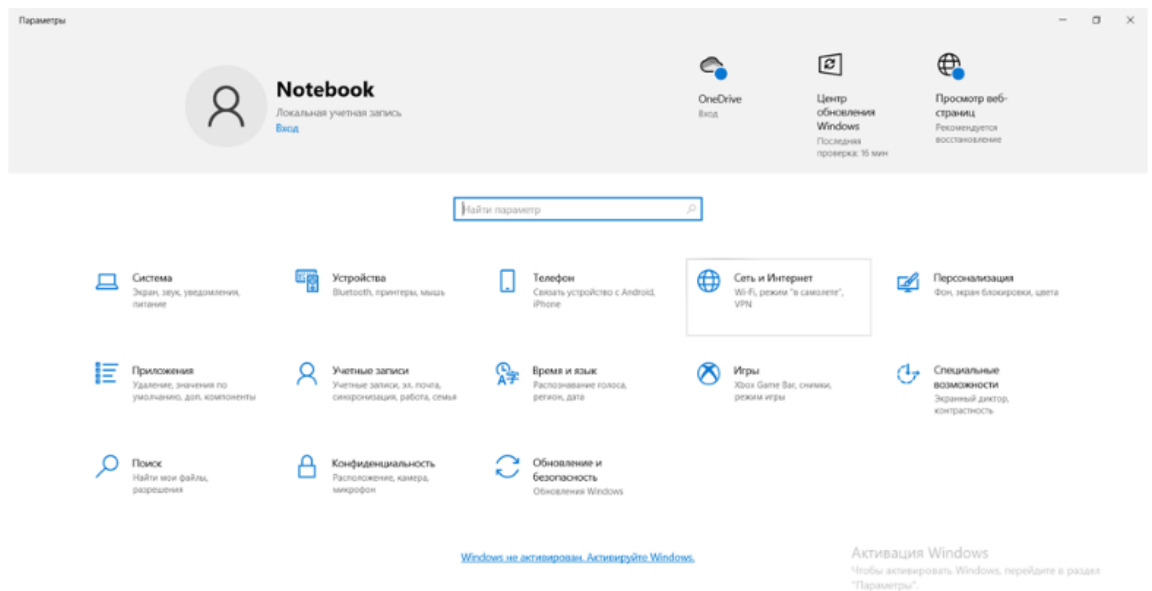 Параметры
Notebook
Локальная учетная запись
Вход
OneDrive
Вход
Центр
обновления
Windows
Последняя
проверка: 16 мин
Просмотр веб-
страниц
Рекомендуется
восстановление
Найти параметр
Система
Экран, звук, уведомления,
питание
Устройства
Bluetooth, принтеры, мышь
Телефон
Связать устройство с Android,
iPhone
Сеть и Интернет
Wi-Fi, режим "в самолете",
VPN
Персонализация
Фон, экран блокировки, цвета
Приложения
Удаление, значения по
умолчанию, доп. компоненты
Учетные записи
Учетные записи, эл. почта,
синхронизация, работа, семья
Время и язык
Распознавание голоса,
регион, дата
Игры
Xbox Game Bar, снимки,
режим игры
Специальные
возможности
Экранный диктор,
контрастность
Поиск
Найти мои файлы,
разрешения
Конфиденциальность
Расположение, камера,
микрофон
Обновление и
безопасность
Обновления Windows
Windows не активирован. Активируйте Windows.
Активация Windows
Чтобы активировать Windows, перейдите в раздел
"Параметры".